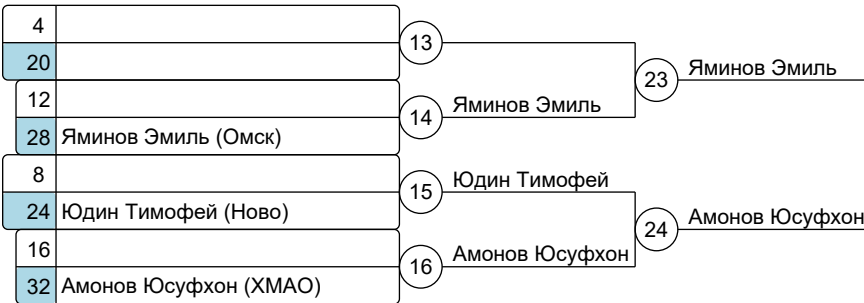 4
13
20
23 Яминов Эмиль
12
14 Яминов Эмиль
28 Яминов Эмиль (Омск)
8
15 Юдин Тимофей
24 Юдин Тимофей (Ново)
24 Амонов Юсуфхон
16
16 Амонов Юсуфхон
32 Амонов Юсуфхон (ХМАО)